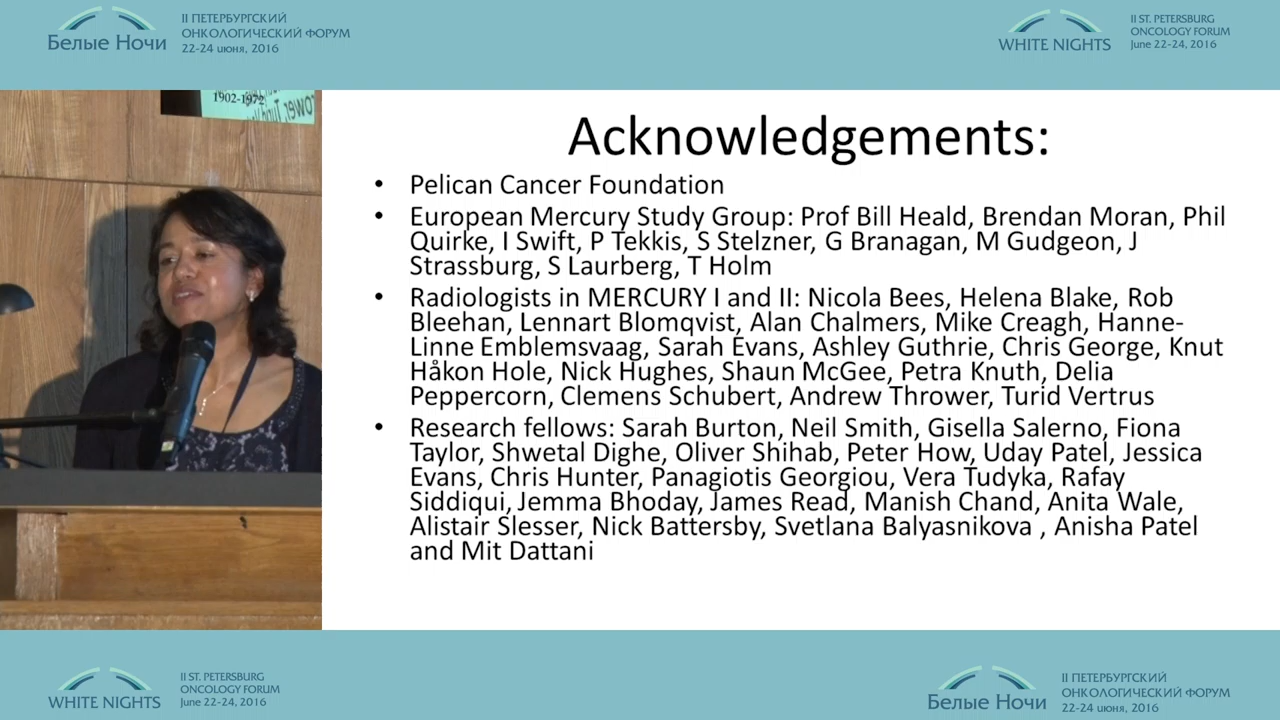 Белые Ночи
II ПЕТЕРБУРГСКИЙ
ОНКОЛОГИЧЕСКИЙ ФОРУМ
22-24 июня, 2016
WHITE NIGHTS
II ST. PETERSBURG
ONCOLOGY FORUM
June 22-24, 2016
1902-1972
Acknowledgements:
• Pelican Cancer Foundation
• European Mercury Study Group: Prof Bill Heald, Brendan Moran, Phil
Quirke, I Swift, P Tekkis, S Stelzner, G Branagan, M Gudgeon, J
Strassburg, S Laurberg, T Holm
• Radiologists in MERCURY I and II: Nicola Bees, Helena Blake, Rob
Bleehan, Lennart Blomqvist, Alan Chalmers, Mike Creagh, Hanne-
Linne Emblemsvaag, Sarah Evans, Ashley Guthrie, Chris George, Knut
Håkon Hole, Nick Hughes, Shaun McGee, Petra Knuth, Delia
Peppercorn, Clemens Schubert, Andrew Thrower, Turid Vertrus
• Research fellows: Sarah Burton, Neil Smith, Gisella Salerno, Fiona
Taylor, Shwetal Dighe, Oliver Shihab, Peter How, Uday Patel, Jessica
Evans, Chris Hunter, Panagiotis Georgiou, Vera Tudyka, Rafay
Siddiqui, Jemma Bhoday, James Read, Manish Chand, Anita Wale,
Alistair Slesser, Nick Battersby, Svetlana Balyasnikova , Anisha Patel
and Mit Dattani
WHITE NIGHTS
II ST. PETERSBURG
ONCOLOGY FORUM
June 22-24, 2016
Белые Ночи
II ПЕТЕРБУРГСКИЙ
ОНКОЛОГИЧЕСКИЙ ФОРУМ
22-24 июня, 2016